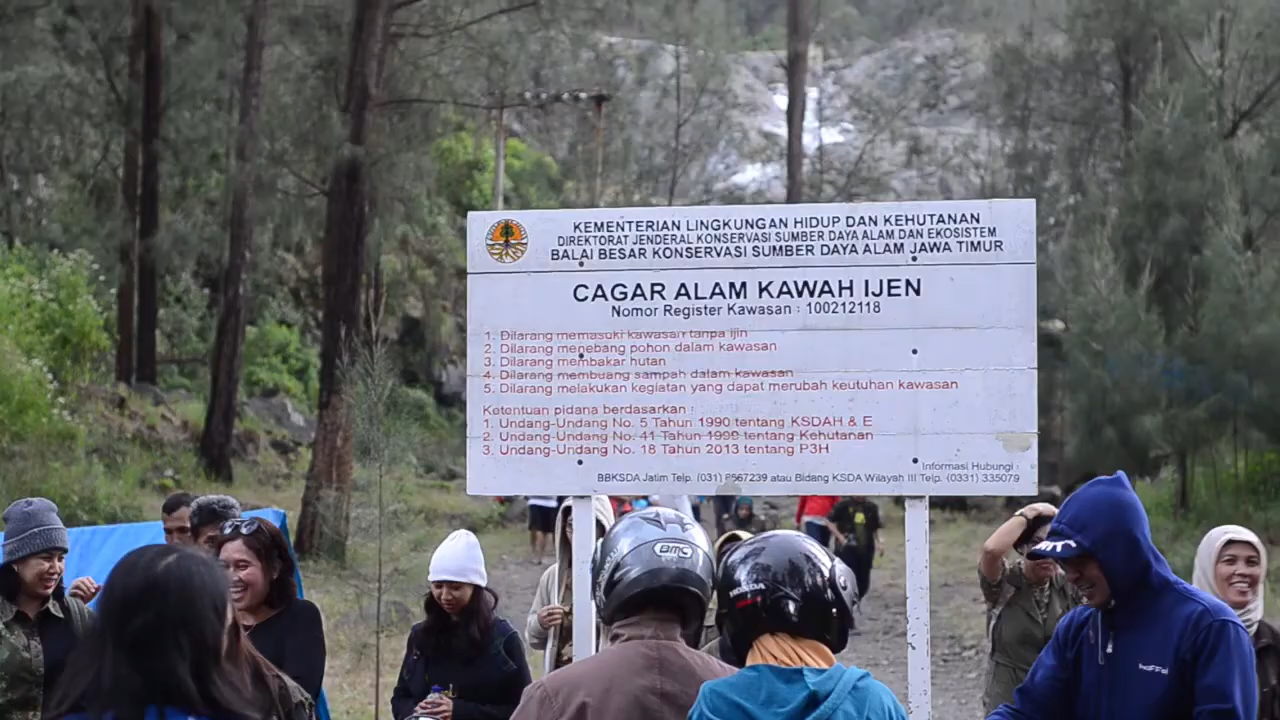 KEMENTERIAN LINGKUNGAN HIDUP DAN KEHUTANAN
DIREKTORAT JENDERAL KONSERVASI SUMBER DAYA ALAM DAN EKOSISTEM
BALAI BESAR KONSERVASI SUMBER DAYA ALAM JAWA TIMUR
CAGAR ALAM KAWAH IJEN
Nomor Register Kawasan : 100212118
1. Dilarang memasuki kawasan tanpa ijin
2. Dilarang menebang pohon dalam kawasan
3. Dilarang membakar hutan
4. Dilarang membuang sampah dalam kawasan
5. Dilarang melakukan kegiatan yang dapat merubah keutuhan kawasan
Ketentuan pidana berdasarkan :
1. Undang-Undang No. 5 Tahun 1990 tentang KSDAH & E
2. Undang-Undang No. 41 Tahun 1999 tentang Kehutanan
3. Undang-Undang No. 18 Tahun 2013 tentang P3H
Informasi Hubungi :
BBKSDA Jatim Telp. (031) 8667239 atau Bidang KSDA Wilayah III Telp. (0331) 335079
BMC
HONDA